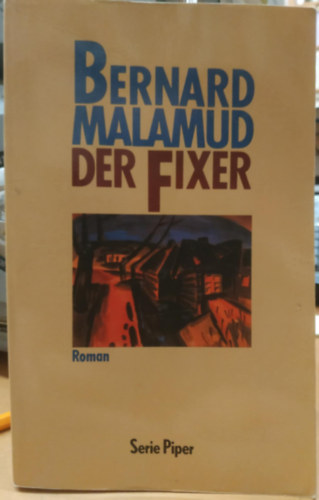 BERNARD
MALAMUD
DER FIXER
Roman
Serie Piper